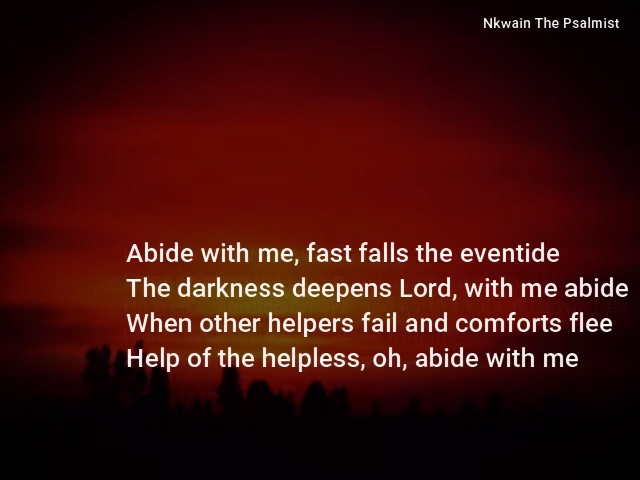 Nkwain The Psalmist
Abide with me, fast falls the eventide
The darkness deepens Lord, with me abide
When other helpers fail and comforts flee
Help of the helpless, oh, abide with me